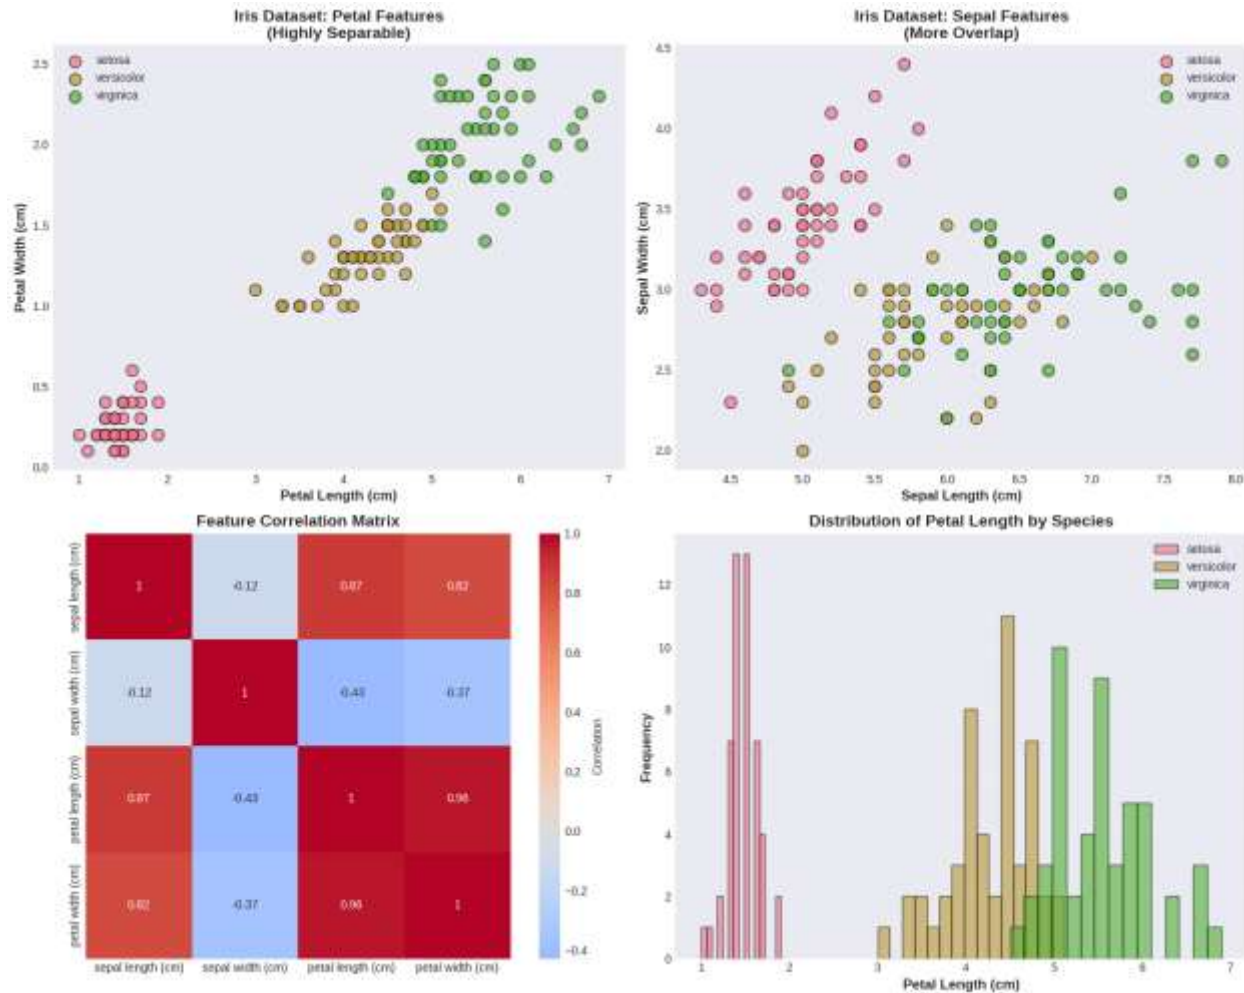 Iris Dataset: Petal Features
(Highly Separable)
setosa
versicolor
virginica
2.5
2.0
1.5
1.0
0.5
0.0
Petal Width (cm)
1 2 3 4 5 6 7
Petal Length (cm)
Iris Dataset: Sepal Features
(More Overlap)
setosa
versicolor
virginica
4.5
4.0
3.5
3.0
2.5
2.0
Sepal Width (cm)
4.5 5.0 5.5 6.0 6.5 7.0 7.5 8.0
Sepal Length (cm)
Feature Correlation Matrix
sepal length (cm)
sepal width (cm)
petal length (cm)
petal width (cm)
1 -0.12 0.87 0.82
-0.12 1 -0.43 -0.37
0.87 -0.43 1 0.96
0.82 -0.37 0.96 1
sepal length (cm) sepal width (cm) petal length (cm) petal width (cm)
1.0
0.8
0.6
0.4
0.2
0.0
−0.2
−0.4
Correlation
Distribution of Petal Length by Species
setosa
versicolor
virginica
12
10
8
6
4
2
0
Frequency
1 2 3 4 5 6 7
Petal Length (cm)